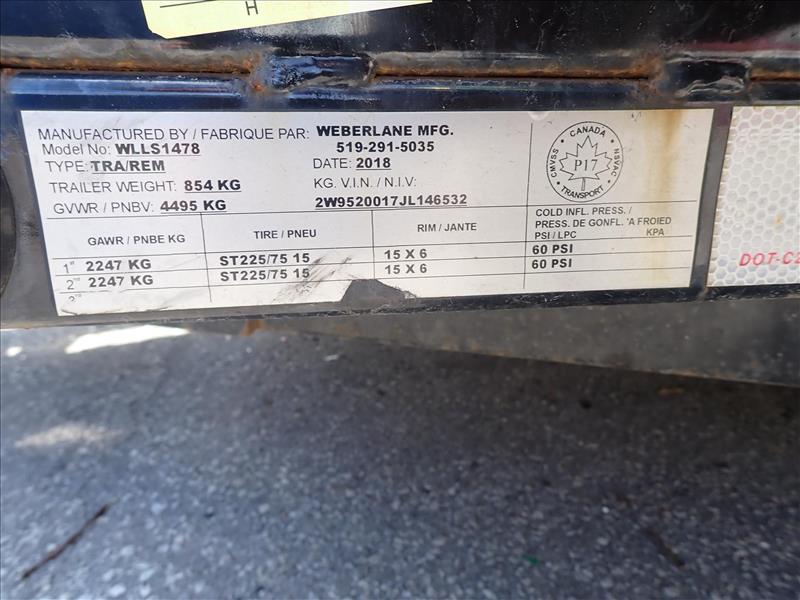 H
MANUFACTURED BY / FABRIQUE PAR: WEBERLANE MFG.
Model No: WLLS1478 519-291-5035
TYPE: TRA/REM DATE: 2018
TRAILER WEIGHT: 854 KG KG. V.I.N. / N.I.V:
GVWR / PNBV: 4495 KG 2W9520017JL146532
CANADA
CMVSS NSVAC
P17
TRANSPORT
GAWR / PNBE KG TIRE / PNEU RIM / JANTE COLD INFL. PRESS. /
PRESS. DE GONFL. 'A FROIED
PSI / LPC KPA
1" 2247 KG ST225/75 15 15 X 6 60 PSI
2" 2247 KG ST225/75 15 15 X 6 60 PSI
DOT-C2